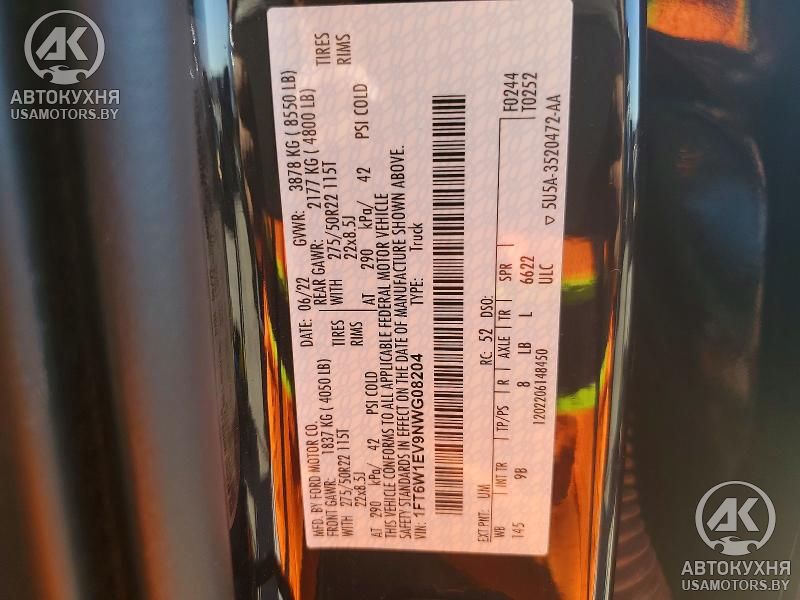 AK
АВТОКУХНЯ
USAMOTORS.BY
MFD. BY FORD MOTOR CO.
DATE: 06/22 GVWR: 3878 KG ( 8550 LB)
FRONT GAWR: 1837 KG ( 4050 LB) REAR GAWR: 2177 KG ( 4800 LB)
WITH 275/50R22 115T TIRES WITH 275/50R22 115T TIRES
22x8.5J RIMS 22x8.5J RIMS
AT 290 kPa/ 42 PSI COLD AT 290 kPa/ 42 PSI COLD
THIS VEHICLE CONFORMS TO ALL APPLICABLE FEDERAL MOTOR VEHICLE
SAFETY STANDARDS IN EFFECT ON THE DATE OF MANUFACTURE SHOWN ABOVE.
VIN: 1FT6W1EV9NWG08204 TYPE: Truck
F0244
T0252
EXT PNT: UM RC: 52 DSO:
WB INT TR TP/PS R AXLE TR SPR
145 9B 8 LB L 6622
ULC
1202206148450 ▽ 5U5A-3520472-AA
AK
АВТОКУХНЯ
USAMOTORS.BY